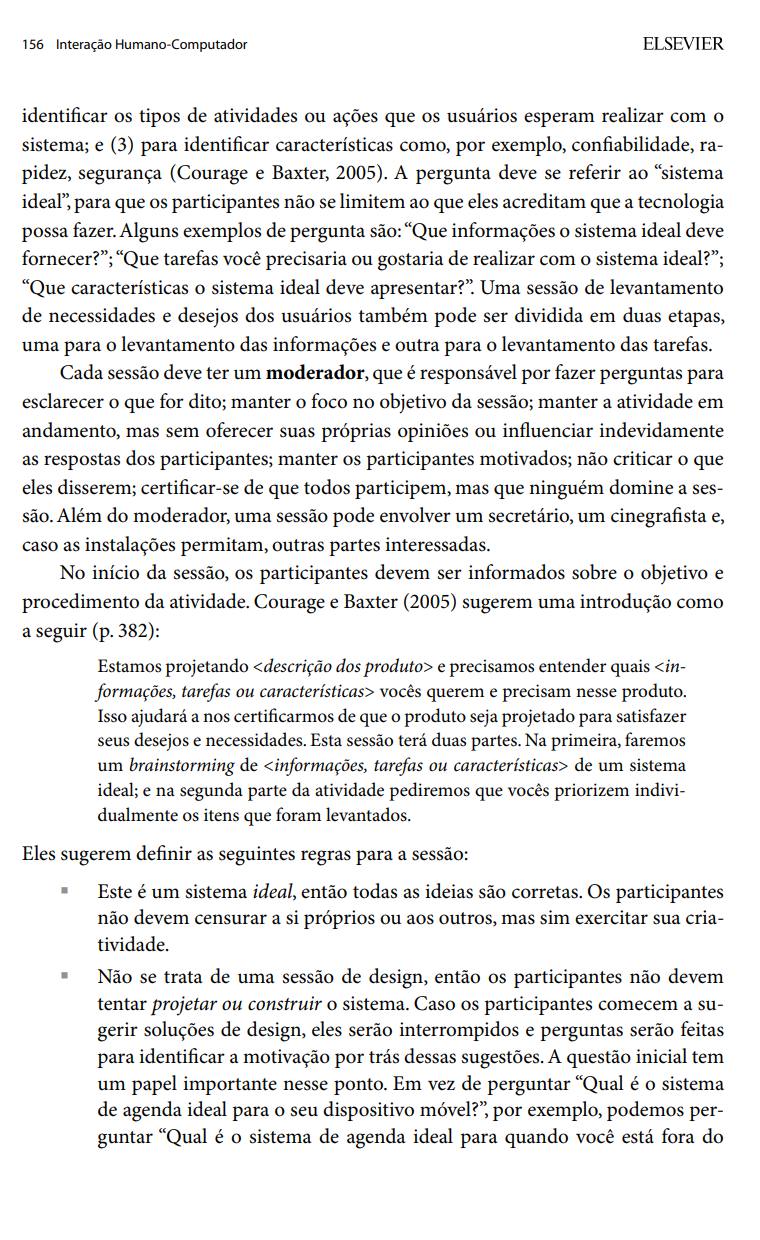 156 Interação Humano-Computador ELSEVIER
identificar os tipos de atividades ou ações que os usuários esperam realizar com o
sistema; e (3) para identificar características como, por exemplo, confiabilidade, ra-
pidez, segurança (Courage e Baxter, 2005). A pergunta deve se referir ao “sistema
ideal”, para que os participantes não se limitem ao que eles acreditam que a tecnologia
possa fazer. Alguns exemplos de pergunta são: “Que informações o sistema ideal deve
fornecer?”; “Que tarefas você precisaria ou gostaria de realizar com o sistema ideal?”;
“Que características o sistema ideal deve apresentar?”. Uma sessão de levantamento
de necessidades e desejos dos usuários também pode ser dividida em duas etapas,
uma para o levantamento das informações e outra para o levantamento das tarefas.
Cada sessão deve ter um moderador, que é responsável por fazer perguntas para
esclarecer o que for dito; manter o foco no objetivo da sessão; manter a atividade em
andamento, mas sem oferecer suas próprias opiniões ou influenciar indevidamente
as respostas dos participantes; manter os participantes motivados; não criticar o que
eles disserem; certificar-se de que todos participem, mas que ninguém domine a ses-
são. Além do moderador, uma sessão pode envolver um secretário, um cinegrafista e,
caso as instalações permitam, outras partes interessadas.
No início da sessão, os participantes devem ser informados sobre o objetivo e
procedimento da atividade. Courage e Baxter (2005) sugerem uma introdução como
a seguir (p. 382):
Estamos projetando <descrição dos produto> e precisamos entender quais <in-
formações, tarefas ou características> vocês querem e precisam nesse produto.
Isso ajudará a nos certificarmos de que o produto seja projetado para satisfazer
seus desejos e necessidades. Esta sessão terá duas partes. Na primeira, faremos
um brainstorming de <informações, tarefas ou características> de um sistema
ideal; e na segunda parte da atividade pediremos que vocês priorizem indivi-
dualmente os itens que foram levantados.
Eles sugerem definir as seguintes regras para a sessão:
▪ Este é um sistema ideal, então todas as ideias são corretas. Os participantes
não devem censurar a si próprios ou aos outros, mas sim exercitar sua cria-
tividade.
▪ Não se trata de uma sessão de design, então os participantes não devem
tentar projetar ou construir o sistema. Caso os participantes comecem a su-
gerir soluções de design, eles serão interrompidos e perguntas serão feitas
para identificar a motivação por trás dessas sugestões. A questão inicial tem
um papel importante nesse ponto. Em vez de perguntar “Qual é o sistema
de agenda ideal para o seu dispositivo móvel?”, por exemplo, podemos per-
guntar “Qual é o sistema de agenda ideal para quando você está fora do